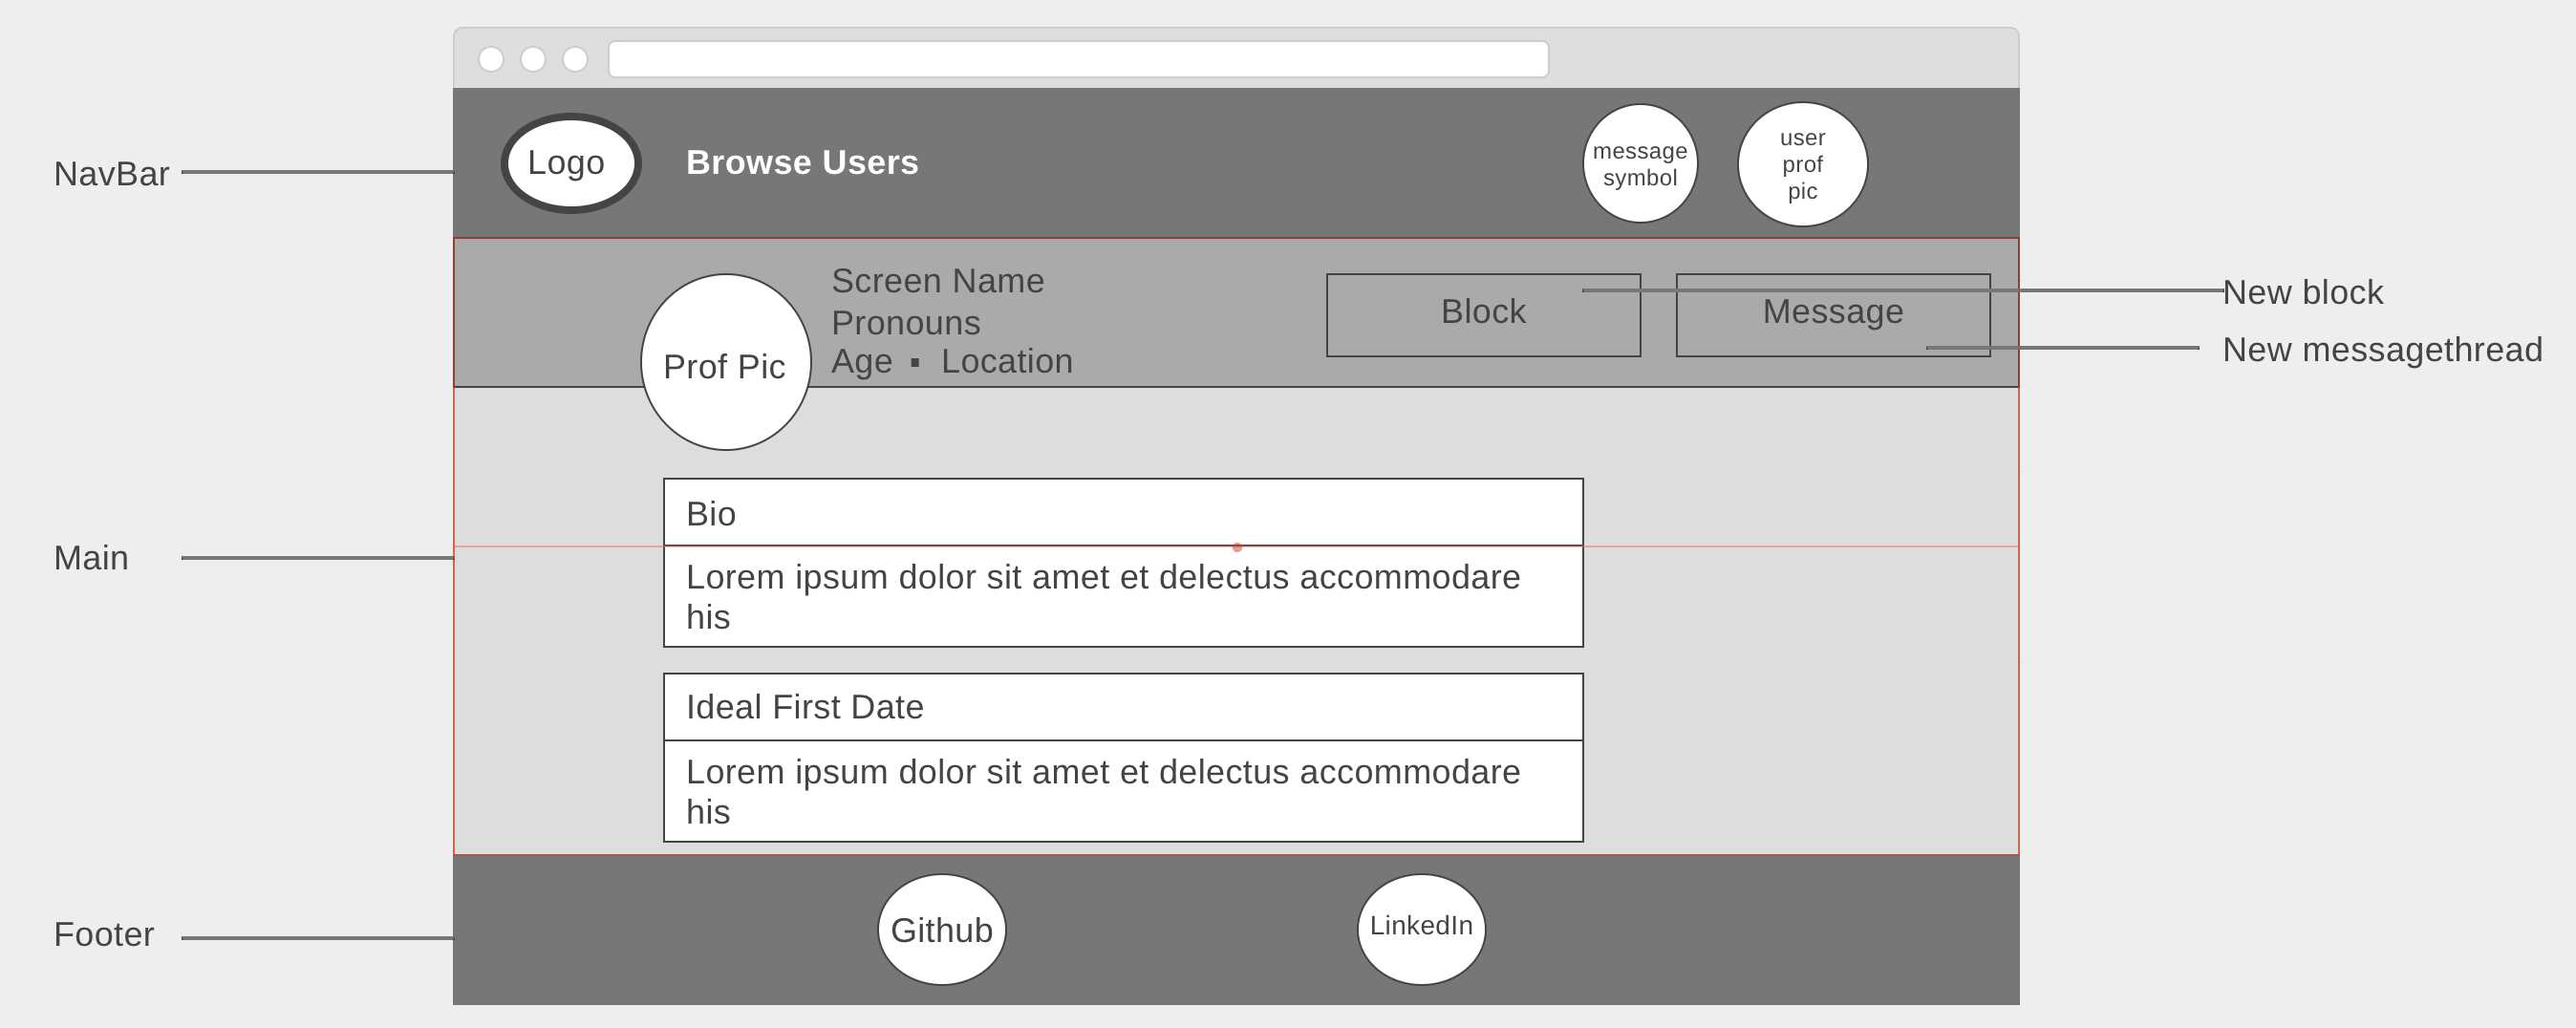 NavBar
Logo
Browse Users
message
symbol
user
prof
pic
Prof Pic
Screen Name
Pronouns
Age ▪ Location
Block
Message
New block
New messagethread
Main
Bio
Lorem ipsum dolor sit amet et delectus accommodare
his
Ideal First Date
Lorem ipsum dolor sit amet et delectus accommodare
his
Footer
Github
LinkedIn